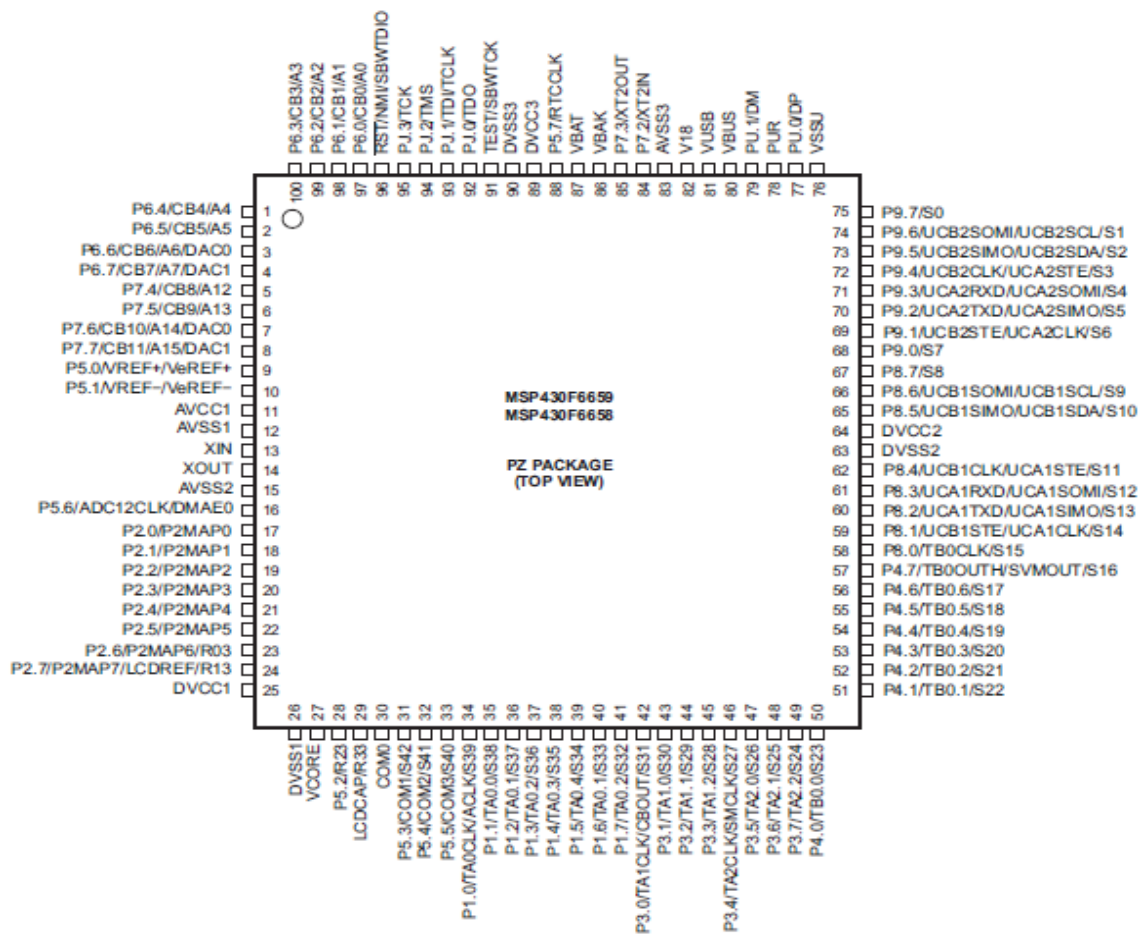 P6.3/CB3/A3
P6.2/CB2/A2
P6.1/CB1/A1
P6.0/CB0/A0
RST/NMI/SBWTDIO
PJ.3/TCK
PJ.2/TMS
PJ.1/TDI/TCLK
PJ.0/TDO
TEST/SBWTCK
DVSS3
DVCC3
P5.7/RTCCLK
VBAT
VBAK
P7.3/XT2OUT
P7.2/XT2IN
AVSS3
V18
VUSB
VBUS
PU.1/DM
PUR
PU.0/DP
VSSU
100
99
98
97
96
95
94
93
92
91
90
89
88
87
86
85
84
83
82
81
80
79
78
77
76
P6.4/CB4/A4 1
P6.5/CB5/A5 2
P6.6/CB6/A6/DAC0 3
P6.7/CB7/A7/DAC1 4
P7.4/CB8/A12 5
P7.5/CB9/A13 6
P7.6/CB10/A14/DAC0 7
P7.7/CB11/A15/DAC1 8
P5.0/VREF+/VeREF+ 9
P5.1/VREF−/VeREF− 10
AVCC1 11
AVSS1 12
XIN 13
XOUT 14
AVSS2 15
P5.6/ADC12CLK/DMAE0 16
P2.0/P2MAP0 17
P2.1/P2MAP1 18
P2.2/P2MAP2 19
P2.3/P2MAP3 20
P2.4/P2MAP4 21
P2.5/P2MAP5 22
P2.6/P2MAP6/R03 23
P2.7/P2MAP7/LCDREF/R13 24
DVCC1 25
MSP430F6659
MSP430F6658
PZ PACKAGE
(TOP VIEW)
75 P9.7/S0
74 P9.6/UCB2SOMI/UCB2SCL/S1
73 P9.5/UCB2SIMO/UCB2SDA/S2
72 P9.4/UCB2CLK/UCA2STE/S3
71 P9.3/UCA2RXD/UCA2SOMI/S4
70 P9.2/UCA2TXD/UCA2SIMO/S5
69 P9.1/UCB2STE/UCA2CLK/S6
68 P9.0/S7
67 P8.7/S8
66 P8.6/UCB1SOMI/UCB1SCL/S9
65 P8.5/UCB1SIMO/UCB1SDA/S10
64 DVCC2
63 DVSS2
62 P8.4/UCB1CLK/UCA1STE/S11
61 P8.3/UCA1RXD/UCA1SOMI/S12
60 P8.2/UCA1TXD/UCA1SIMO/S13
59 P8.1/UCB1STE/UCA1CLK/S14
58 P8.0/TB0CLK/S15
57 P4.7/TB0OUTH/SVMOUT/S16
56 P4.6/TB0.6/S17
55 P4.5/TB0.5/S18
54 P4.4/TB0.4/S19
53 P4.3/TB0.3/S20
52 P4.2/TB0.2/S21
51 P4.1/TB0.1/S22
26
27
28
29
30
31
32
33
34
35
36
37
38
39
40
41
42
43
44
45
46
47
48
49
50
DVSS1
VCORE
P5.2/R23
LCDCAP/R33
COM0
P5.3/COM1/S42
P5.4/COM2/S41
P5.5/COM3/S40
P1.0/TA0CLK/ACLK/S39
P1.1/TA0.0/S38
P1.2/TA0.1/S37
P1.3/TA0.2/S36
P1.4/TA0.3/S35
P1.5/TA0.4/S34
P1.6/TA0.1/S33
P1.7/TA0.2/S32
P3.0/TA1CLK/CBOUT/S31
P3.1/TA1.0/S30
P3.2/TA1.1/S29
P3.3/TA1.2/S28
P3.4/TA2CLK/SMCLK/S27
P3.5/TA2.0/S26
P3.6/TA2.1/S25
P3.7/TA2.2/S24
P4.0/TB0.0/S23